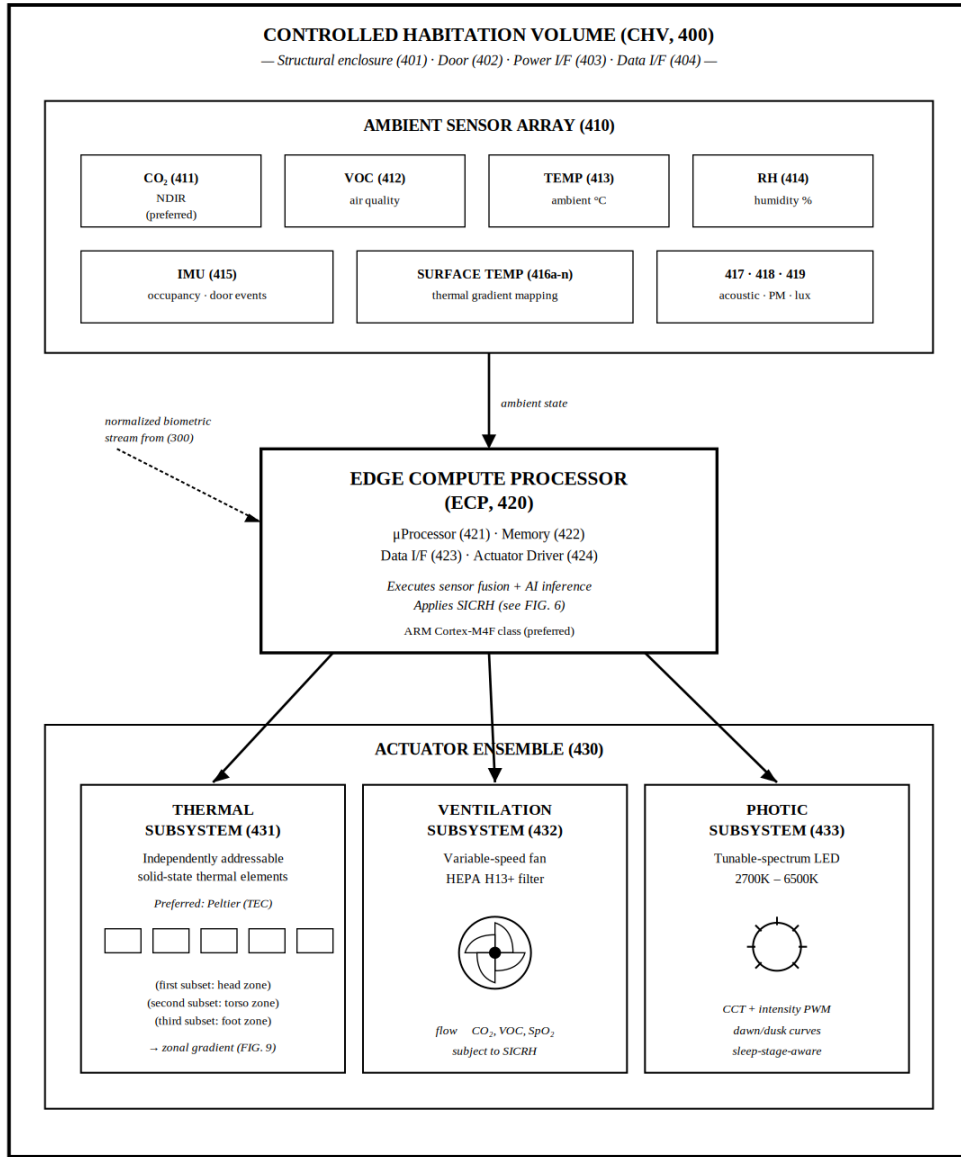 CONTROLLED HABITATION VOLUME (CHV, 400)
— Structural enclosure (401) · Door (402) · Power I/F (403) · Data I/F (404) —
AMBIENT SENSOR ARRAY (410)
CO₂ (411)
NDIR
(preferred)
VOC (412)
air quality
TEMP (413)
ambient °C
RH (414)
humidity %
IMU (415)
occupancy · door events
SURFACE TEMP (416a-n)
thermal gradient mapping
417 · 418 · 419
acoustic · PM · lux
ambient state
normalized biometric
stream from (300)
EDGE COMPUTE PROCESSOR
(ECP, 420)
μProcessor (421) · Memory (422)
Data I/F (423) · Actuator Driver (424)
Executes sensor fusion + AI inference
Applies SICRH (see FIG. 6)
ARM Cortex-M4F class (preferred)
ACTUATOR ENSEMBLE (430)
THERMAL
SUBSYSTEM (431)
Independently addressable
solid-state thermal elements
Preferred: Peltier (TEC)
(first subset: head zone)
(second subset: torso zone)
(third subset: foot zone)
→ zonal gradient (FIG. 9)
VENTILATION
SUBSYSTEM (432)
Variable-speed fan
HEPA H13+ filter
flow CO₂, VOC, SpO₂
subject to SICRH
PHOTIC
SUBSYSTEM (433)
Tunable-spectrum LED
2700K – 6500K
CCT + intensity PWM
dawn/dusk curves
sleep-stage-aware